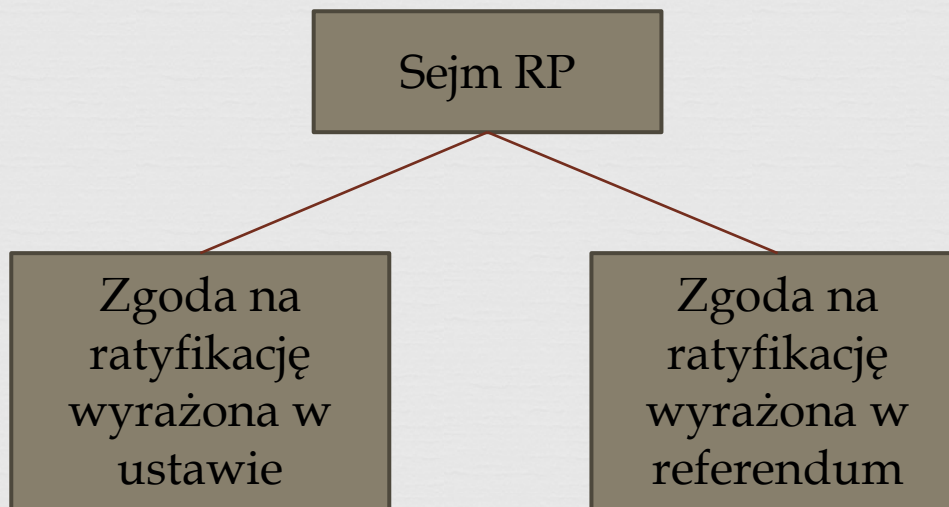 Sejm RP
Zgoda na
ratyfikację
wyrażona w
ustawie
Zgoda na
ratyfikację
wyrażona w
referendum